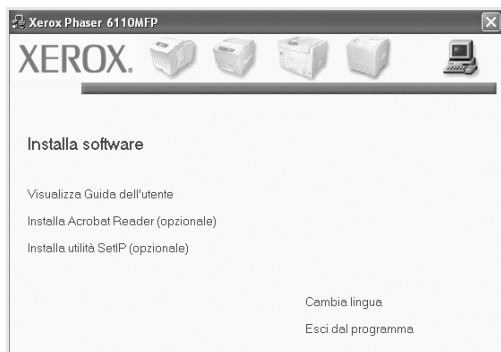 Xerox Phaser 6110MFP
XEROX.
Installa software
Visualizza Guida dell'utente
Installa Acrobat Reader (opzionale)
Installa utilità SetIP (opzionale)
Cambia lingua
Esci dal programma